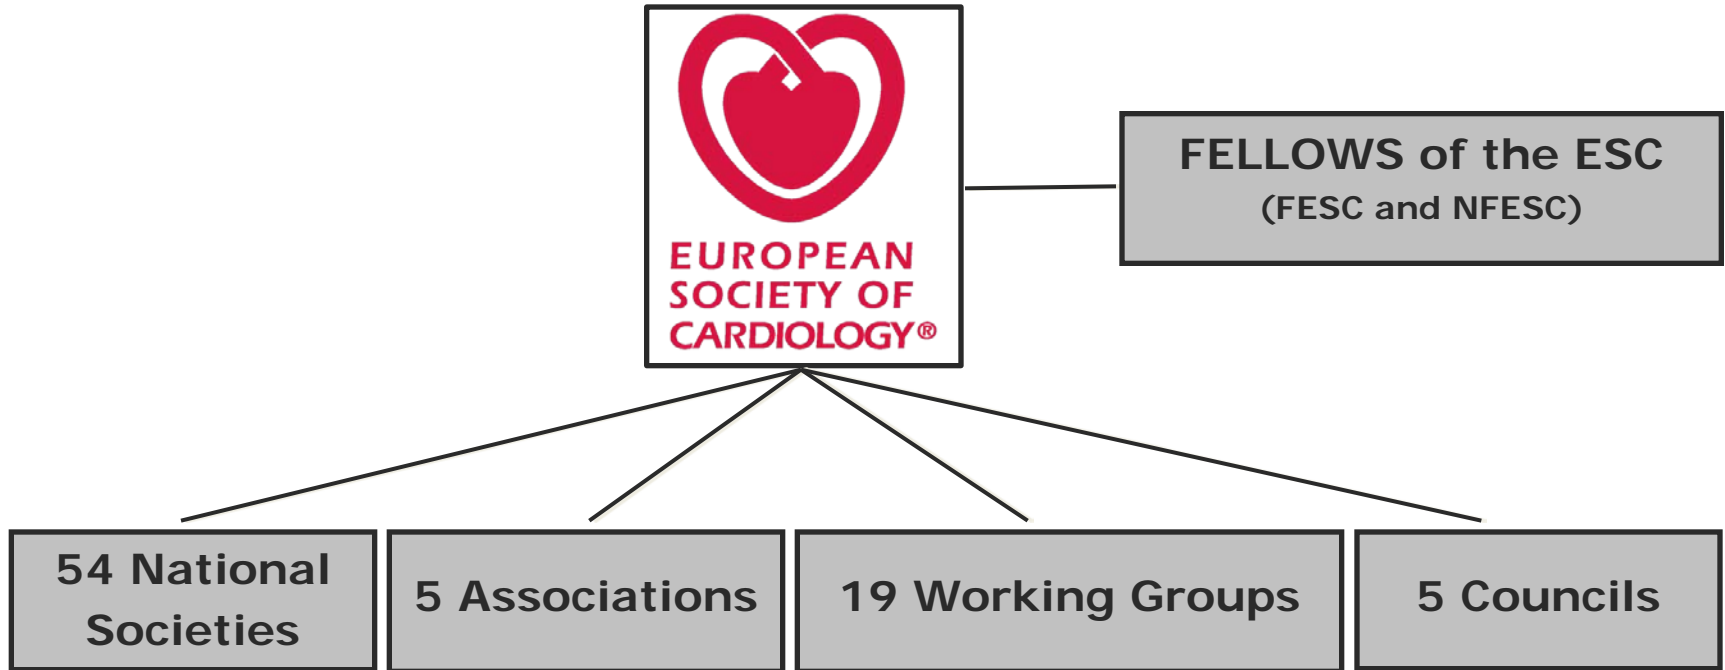 EUROPEAN
SOCIETY OF
CARDIOLOGY®
FELLOWS of the ESC
(FESC and NFESC)
54 National
Societies
5 Associations
19 Working Groups
5 Councils